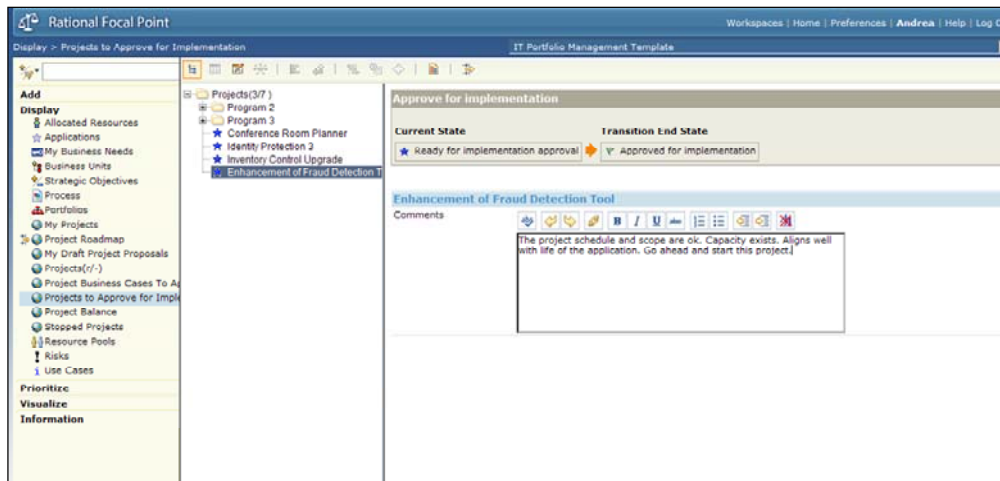 Rational Focal Point
Workspaces | Home | Preferences | Andrea | Help | Log
Display > Projects to Approve for Implementation
IT Portfolio Management Template
Add
Display
Allocated Resources
Applications
My Business Needs
Business Units
Strategic Objectives
Process
Portfolios
My Projects
Project Roadmap
My Draft Project Proposals
Projects(r/-)
Project Business Cases To Ap
Projects to Approve for Imple
Project Balance
Stopped Projects
Resource Pools
Risks
Use Cases
Prioritize
Visualize
Information
Projects(3/7 )
Program 2
Program 3
Conference Room Planner
Identity Protection 3
Inventory Control Upgrade
Enhancement of Fraud Detection T
Approve for implementation
Current State Transition End State
Ready for implementation approval Approved for implementation
Enhancement of Fraud Detection Tool
Comments
B I U abc
The project schedule and scope are ok. Capacity exists. Aligns well
with life of the application. Go ahead and start this project.